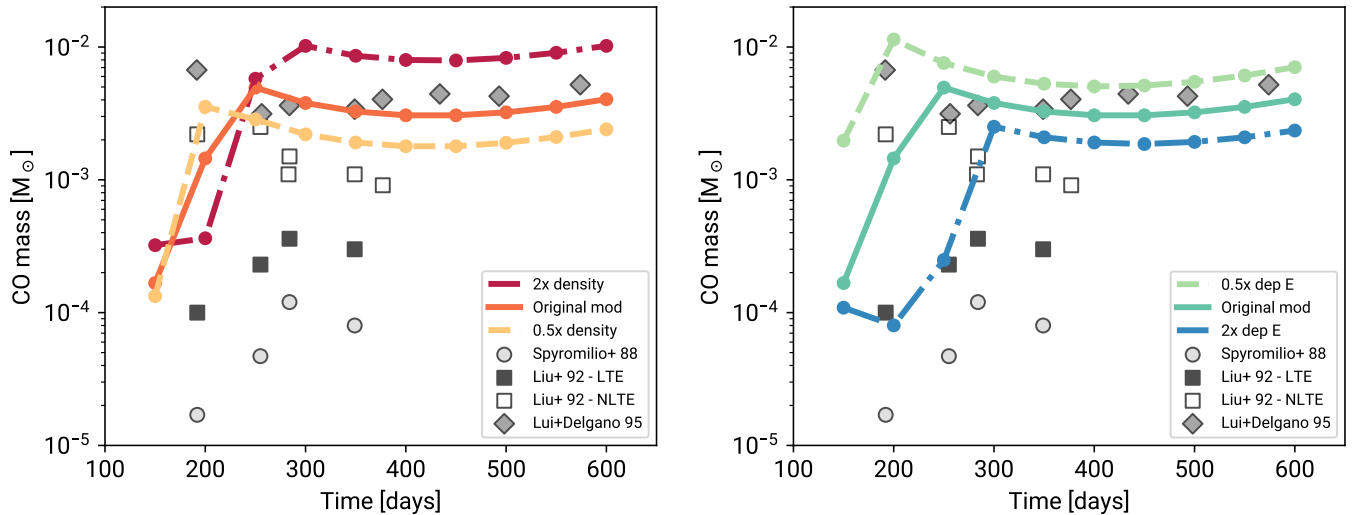 CO mass [M⊙]
10⁻²
10⁻³
10⁻⁴
10⁻⁵
2x density
Original mod
0.5x density
Spyromilio+ 88
Liu+ 92 - LTE
Liu+ 92 - NLTE
Lui+Delgano 95
100 200 300 400 500 600
Time [days]
CO mass [M⊙]
10⁻²
10⁻³
10⁻⁴
10⁻⁵
0.5x dep E
Original mod
2x dep E
Spyromilio+ 88
Liu+ 92 - LTE
Liu+ 92 - NLTE
Lui+Delgano 95
100 200 300 400 500 600
Time [days]